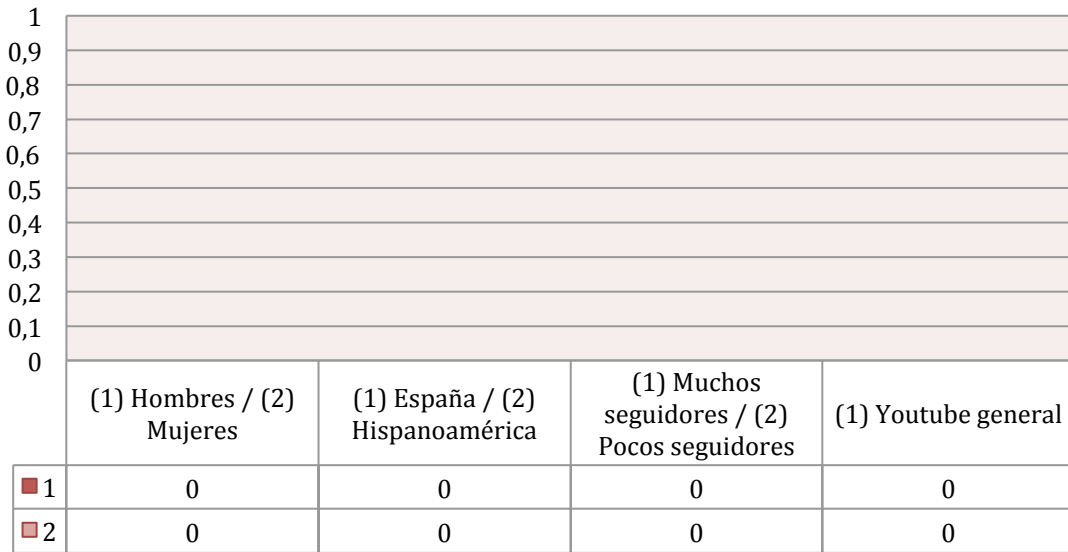 1
0,9
0,8
0,7
0,6
0,5
0,4
0,3
0,2
0,1
0
(1) Hombres / (2)
Mujeres
(1) España / (2)
Hispanoamérica
(1) Muchos
seguidores / (2)
Pocos seguidores
(1) Youtube general
1 0 0 0 0
2 0 0 0 0